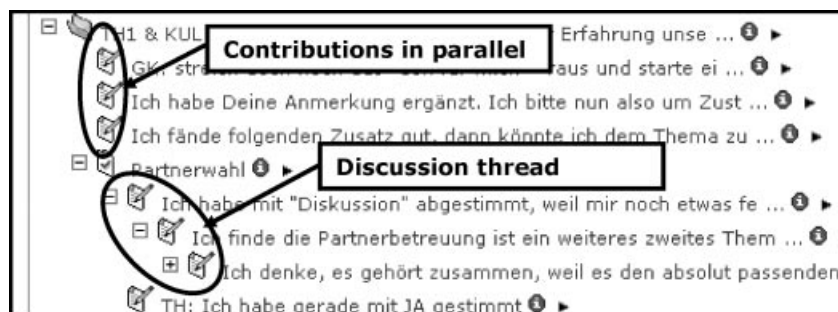 TH1 & KUL Erfahrung unse ...
Contributions in parallel
GK: raus und starte ei ...
Ich habe Deine Anmerkung ergänzt. Ich bitte nun also um Zust ...
Ich fände folgenden Zusatz gut, dann könnte ich dem Thema zu ...
Partnerwahl
Discussion thread
Ich habe mit "Diskussion" abgestimmt, weil mir noch etwas fe ...
Ich finde die Partnerbetreuung ist ein weiteres zweites Them ...
Ich denke, es gehört zusammen, weil es den absolut passenden
TH: Ich habe gerade mit JA gestimmt